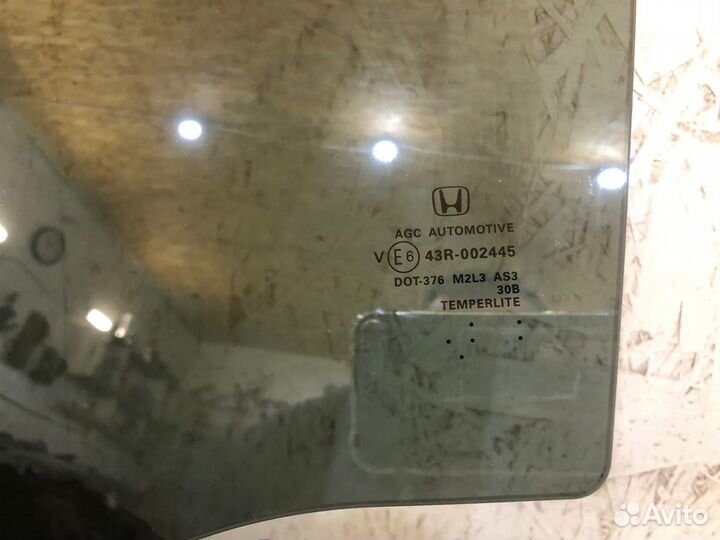 AGC AUTOMOTIVE
V E6 43R-002445
DOT-376 M2L3 AS3
30B
TEMPERLITE
Avito